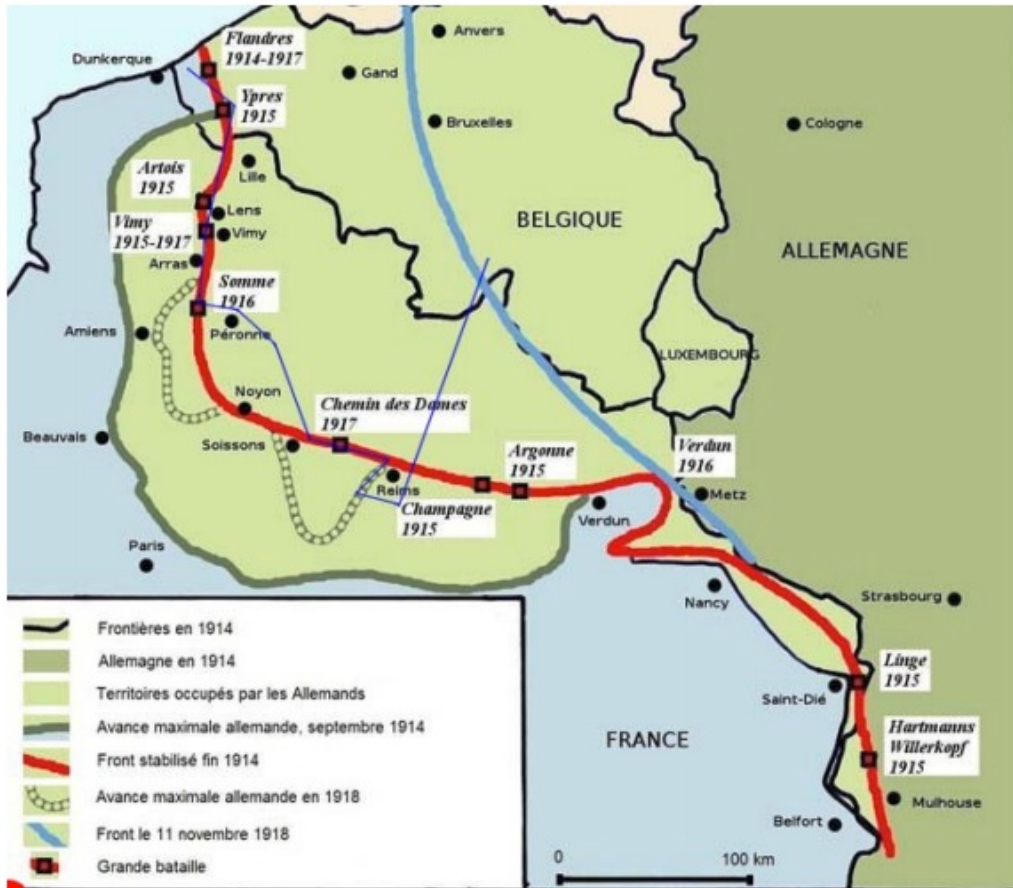 Flandres
1914-1917
Anvers
Dunkerque
Gand
Ypres
1915
Bruxelles
Cologne
Artois
1915
Lille
Lens
BELGIQUE
Vimy
1915-1917
Vimy
ALLEMAGNE
Arras
Somme
1916
Amiens
Péronne
LUXEMBOURG
Noyon
Chemin des Dames
1917
Beauvais
Soissons
Argonne
1915
Verdun
1916
Reims
Metz
Champagne
1915
Verdun
Paris
Nancy
Strasbourg
Linge
1915
Saint-Dié
FRANCE
Hartmanns
Willerkopf
1915
Mulhouse
Belfort
Frontières en 1914
Allemagne en 1914
Territoires occupés par les Allemands
Avance maximale allemande, septembre 1914
Front stabilisé fin 1914
Avance maximale allemande en 1918
Front le 11 novembre 1918
Grande bataille
0 100 km